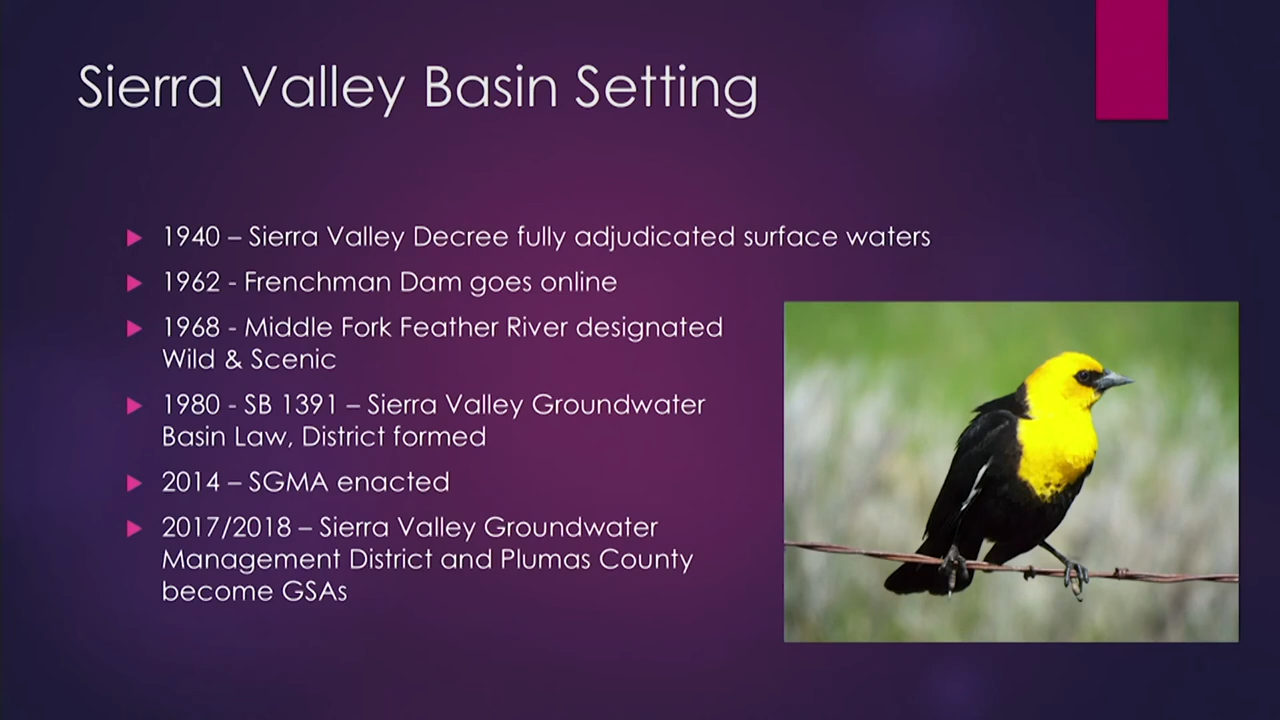 Sierra Valley Basin Setting
1940 – Sierra Valley Decree fully adjudicated surface waters
1962 - Frenchman Dam goes online
1968 - Middle Fork Feather River designated
Wild & Scenic
1980 - SB 1391 – Sierra Valley Groundwater
Basin Law, District formed
2014 – SGMA enacted
2017/2018 – Sierra Valley Groundwater
Management District and Plumas County
become GSAs